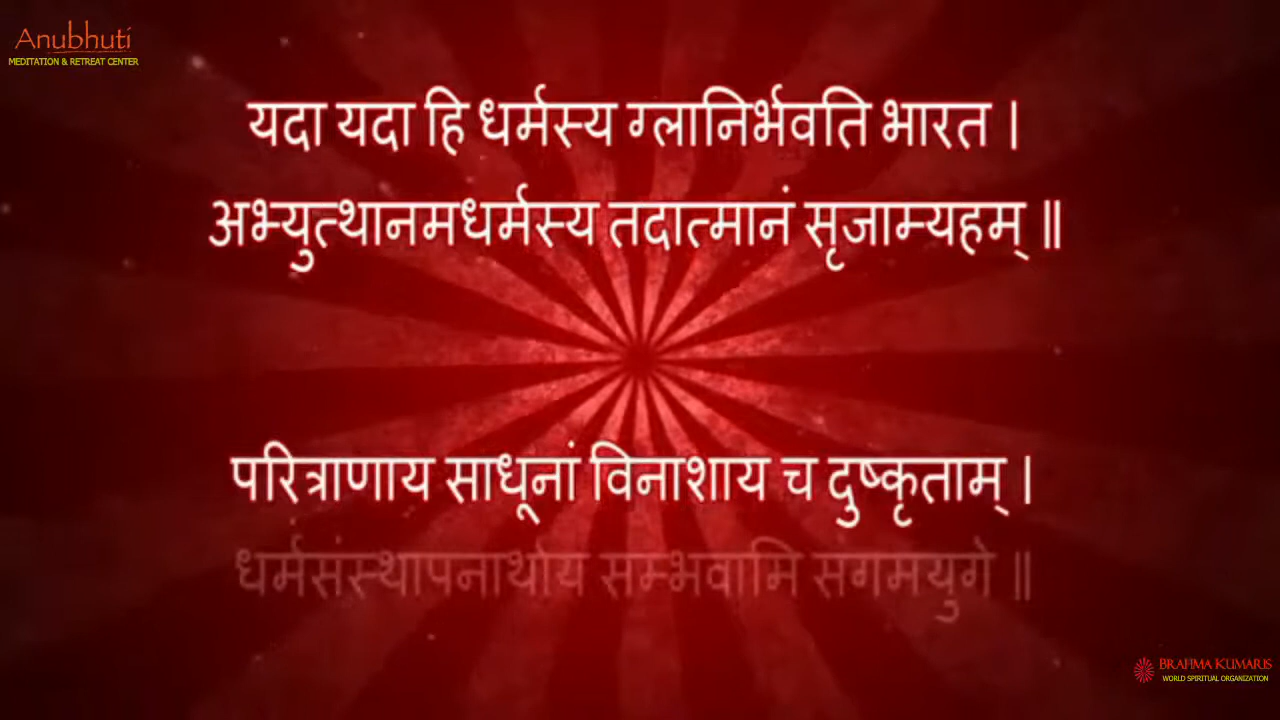 Anubhuti
MEDITATION & RETREAT CENTER
यदा यदा हि धर्मस्य ग्लानिर्भवति भारत ।
अभ्युत्थानमधर्मस्य तदात्मानं सृजाम्यहम् ॥
परित्राणाय साधूनां विनाशाय च दुष्कृताम् ।
धर्मसंस्थापनार्थाय सम्भवामि संगमयुगे ॥
BRAHMA KUMARIS
WORLD SPIRITUAL ORGANIZATION